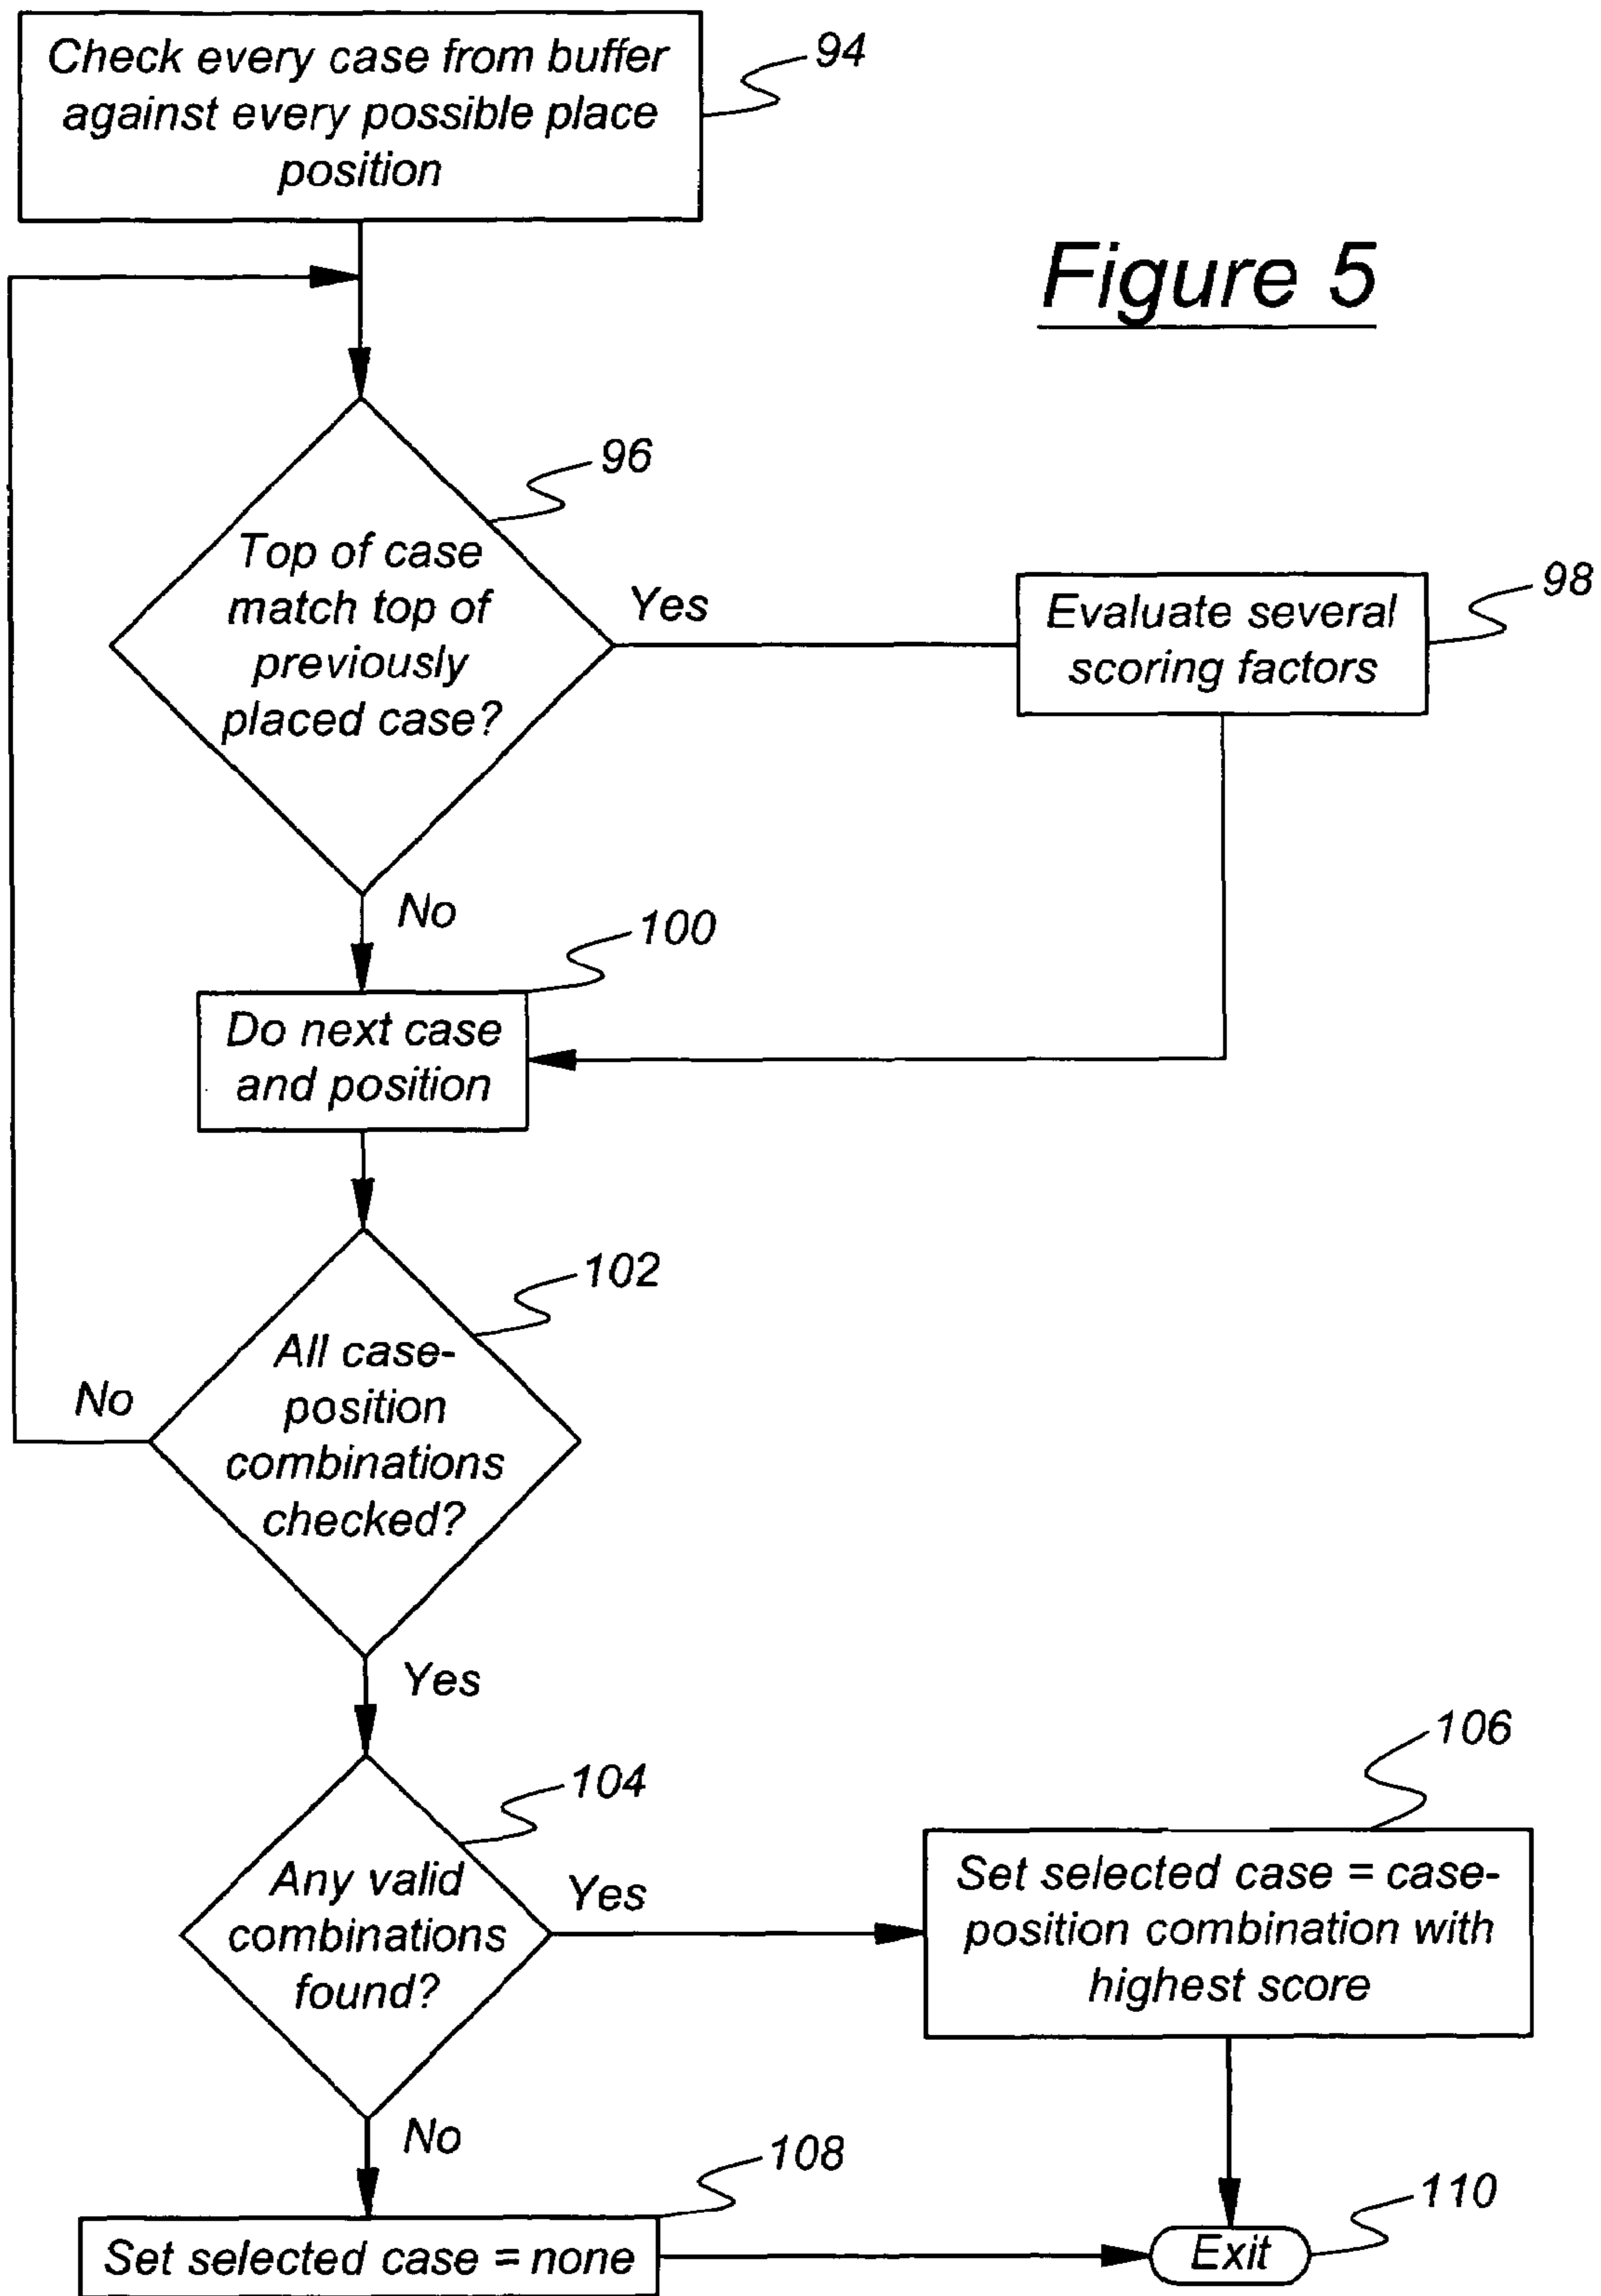 Check every case from buffer
against every possible place
position
94
Figure 5
96
Top of case
match top of
previously
placed case?
Yes
98
Evaluate several
scoring factors
No
100
Do next case
and position
102
All case-
position
combinations
checked?
No
Yes
104
Any valid
combinations
found?
Yes
106
Set selected case = case-
position combination with
highest score
No
108
Set selected case = none
110
Exit